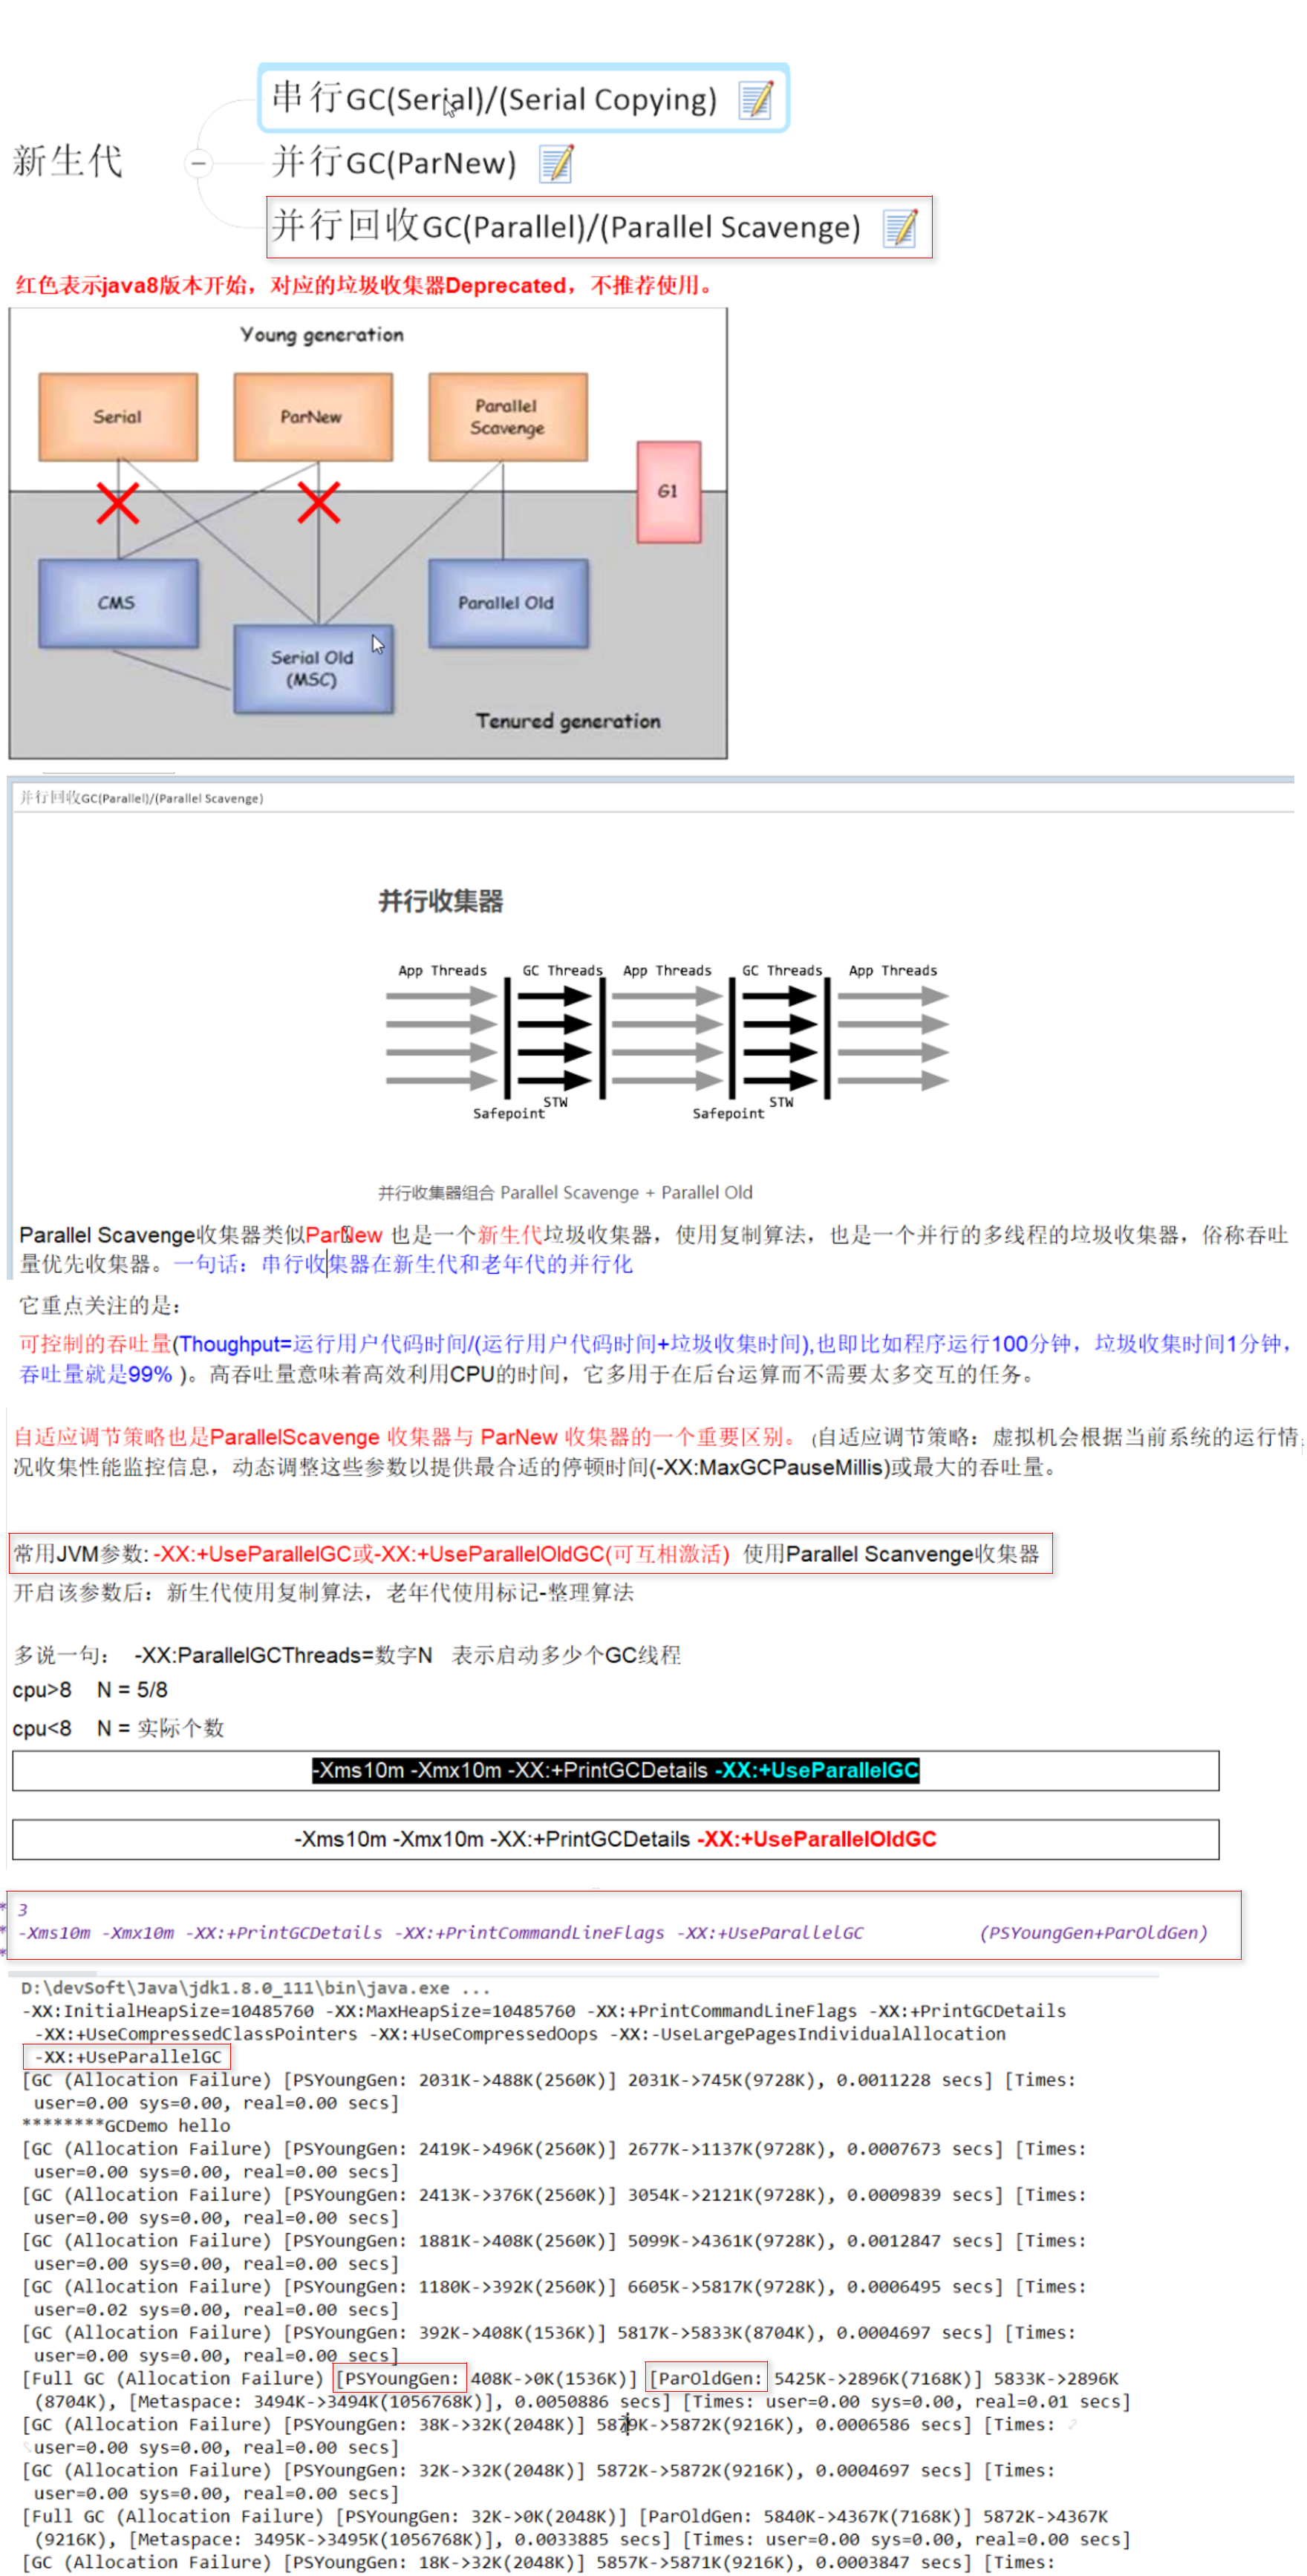 串行GC(Serial)/(Serial Copying)
新生代
并行GC(ParNew)
并行回收GC(Parallel)/(Parallel Scavenge)
红色表示java8版本开始，对应的垃圾收集器Deprecated，不推荐使用。
Young generation
Serial
ParNew
Parallel
Scavenge
G1
CMS
Parallel Old
Serial Old
(MSC)
Tenured generation
并行回收GC(Parallel)/(Parallel Scavenge)
并行收集器
App Threads GC Threads App Threads GC Threads App Threads
STW STW
Safepoint Safepoint
并行收集器组合 Parallel Scavenge + Parallel Old
Parallel Scavenge收集器类似ParNew 也是一个新生代垃圾收集器，使用复制算法，也是一个并行的多线程的垃圾收集器，俗称吞吐
量优先收集器。一句话：串行收集器在新生代和老年代的并行化
它重点关注的是：
可控制的吞吐量(Thoughput=运行用户代码时间/(运行用户代码时间+垃圾收集时间),也即比如程序运行100分钟，垃圾收集时间1分钟，
吞吐量就是99% )。高吞吐量意味着高效利用CPU的时间，它多用于在后台运算而不需要太多交互的任务。
自适应调节策略也是ParallelScavenge 收集器与 ParNew 收集器的一个重要区别。(自适应调节策略：虚拟机会根据当前系统的运行情
况收集性能监控信息，动态调整这些参数以提供最合适的停顿时间(-XX:MaxGCPauseMillis)或最大的吞吐量。
常用JVM参数: -XX:+UseParallelGC或-XX:+UseParallelOldGC(可互相激活) 使用Parallel Scanvenge收集器
开启该参数后：新生代使用复制算法，老年代使用标记-整理算法
多说一句： -XX:ParallelGCThreads=数字N 表示启动多少个GC线程
cpu>8 N = 5/8
cpu<8 N = 实际个数
-Xms10m -Xmx10m -XX:+PrintGCDetails -XX:+UseParallelGC
-Xms10m -Xmx10m -XX:+PrintGCDetails -XX:+UseParallelOldGC
* 3
* -Xms10m -Xmx10m -XX:+PrintGCDetails -XX:+PrintCommandLineFlags -XX:+UseParallelGC (PSYoungGen+ParOldGen)
*
D:\devSoft\Java\jdk1.8.0_111\bin\java.exe ...
-XX:InitialHeapSize=10485760 -XX:MaxHeapSize=10485760 -XX:+PrintCommandLineFlags -XX:+PrintGCDetails
-XX:+UseCompressedClassPointers -XX:+UseCompressedOops -XX:-UseLargePagesIndividualAllocation
-XX:+UseParallelGC
[GC (Allocation Failure) [PSYoungGen: 2031K->488K(2560K)] 2031K->745K(9728K), 0.0011228 secs] [Times:
user=0.00 sys=0.00, real=0.00 secs]
********GCDemo hello
[GC (Allocation Failure) [PSYoungGen: 2419K->496K(2560K)] 2677K->1137K(9728K), 0.0007673 secs] [Times:
user=0.00 sys=0.00, real=0.00 secs]
[GC (Allocation Failure) [PSYoungGen: 2413K->376K(2560K)] 3054K->2121K(9728K), 0.0009839 secs] [Times:
user=0.00 sys=0.00, real=0.00 secs]
[GC (Allocation Failure) [PSYoungGen: 1881K->408K(2560K)] 5099K->4361K(9728K), 0.0012847 secs] [Times:
user=0.00 sys=0.00, real=0.00 secs]
[GC (Allocation Failure) [PSYoungGen: 1180K->392K(2560K)] 6605K->5817K(9728K), 0.0006495 secs] [Times:
user=0.02 sys=0.00, real=0.00 secs]
[GC (Allocation Failure) [PSYoungGen: 392K->408K(1536K)] 5817K->5833K(8704K), 0.0004697 secs] [Times:
user=0.00 sys=0.00, real=0.00 secs]
[Full GC (Allocation Failure) [PSYoungGen: 408K->0K(1536K)] [ParOldGen: 5425K->2896K(7168K)] 5833K->2896K
(8704K), [Metaspace: 3494K->3494K(1056768K)], 0.0050886 secs] [Times: user=0.00 sys=0.00, real=0.01 secs]
[GC (Allocation Failure) [PSYoungGen: 38K->32K(2048K)] 5879K->5872K(9216K), 0.0006586 secs] [Times:
user=0.00 sys=0.00, real=0.00 secs]
[GC (Allocation Failure) [PSYoungGen: 32K->32K(2048K)] 5872K->5872K(9216K), 0.0004697 secs] [Times:
user=0.00 sys=0.00, real=0.00 secs]
[Full GC (Allocation Failure) [PSYoungGen: 32K->0K(2048K)] [ParOldGen: 5840K->4367K(7168K)] 5872K->4367K
(9216K), [Metaspace: 3495K->3495K(1056768K)], 0.0033885 secs] [Times: user=0.00 sys=0.00, real=0.00 secs]
[GC (Allocation Failure) [PSYoungGen: 18K->32K(2048K)] 5857K->5871K(9216K), 0.0003847 secs] [Times: